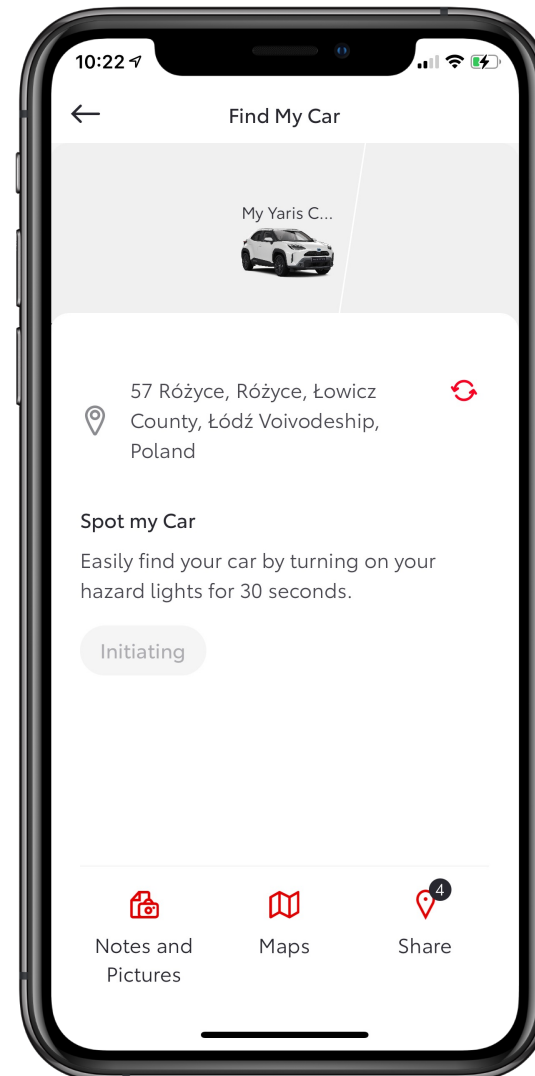 10:22
Find My Car
My Yaris C...
57 Różyce, Różyce, Łowicz
County, Łódź Voivodeship,
Poland
Spot my Car
Easily find your car by turning on your
hazard lights for 30 seconds.
Initiating
4
Notes and
Pictures
Maps
Share